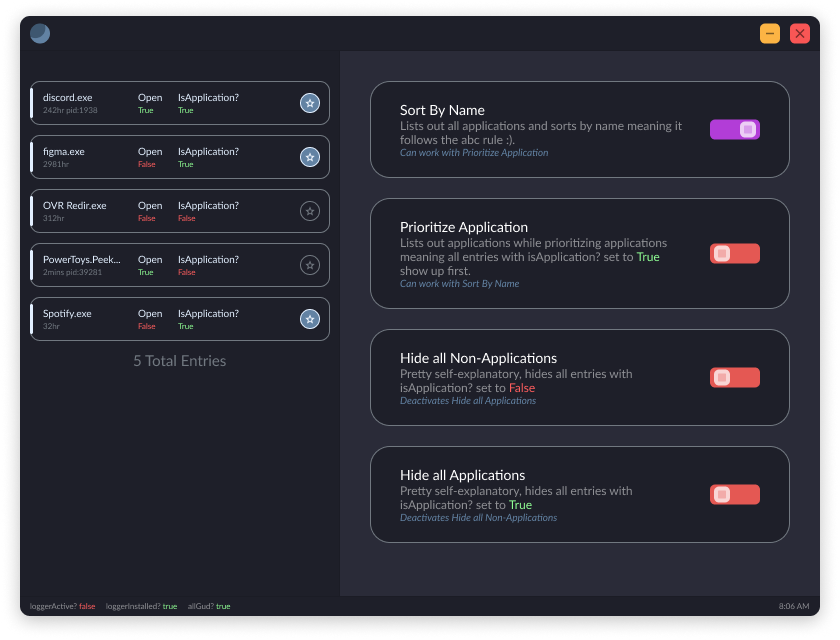 discord.exe
242hr pid:1938
Open
True
IsApplication?
True
figma.exe
2981hr
Open
False
IsApplication?
True
OVR Redir.exe
312hr
Open
False
IsApplication?
False
PowerToys.Peek...
2mins pid:39281
Open
True
IsApplication?
False
Spotify.exe
32hr
Open
False
IsApplication?
True
5 Total Entries
Sort By Name
Lists out all applications and sorts by name meaning it
follows the abc rule :).
Can work with Prioritize Application
Prioritize Application
Lists out applications while prioritizing applications
meaning all entries with isApplication? set to True
show up first.
Can work with Sort By Name
Hide all Non-Applications
Pretty self-explanatory, hides all entries with
isApplication? set to False
Deactivates Hide all Applications
Hide all Applications
Pretty self-explanatory, hides all entries with
isApplication? set to True
Deactivates Hide all Non-Applications
loggerActive? false loggerInstalled? true allGud? true
8:06 AM